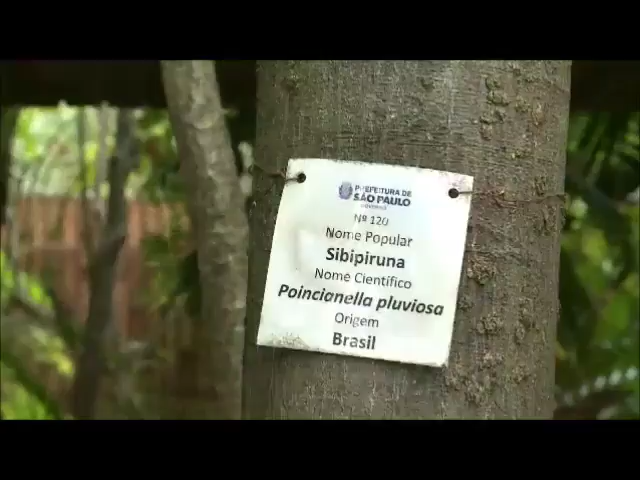 PREFEITURA DE
SÃO PAULO
Nº 120
Nome Popular
Sibipiruna
Nome Científico
Poincianella pluviosa
Origem
Brasil